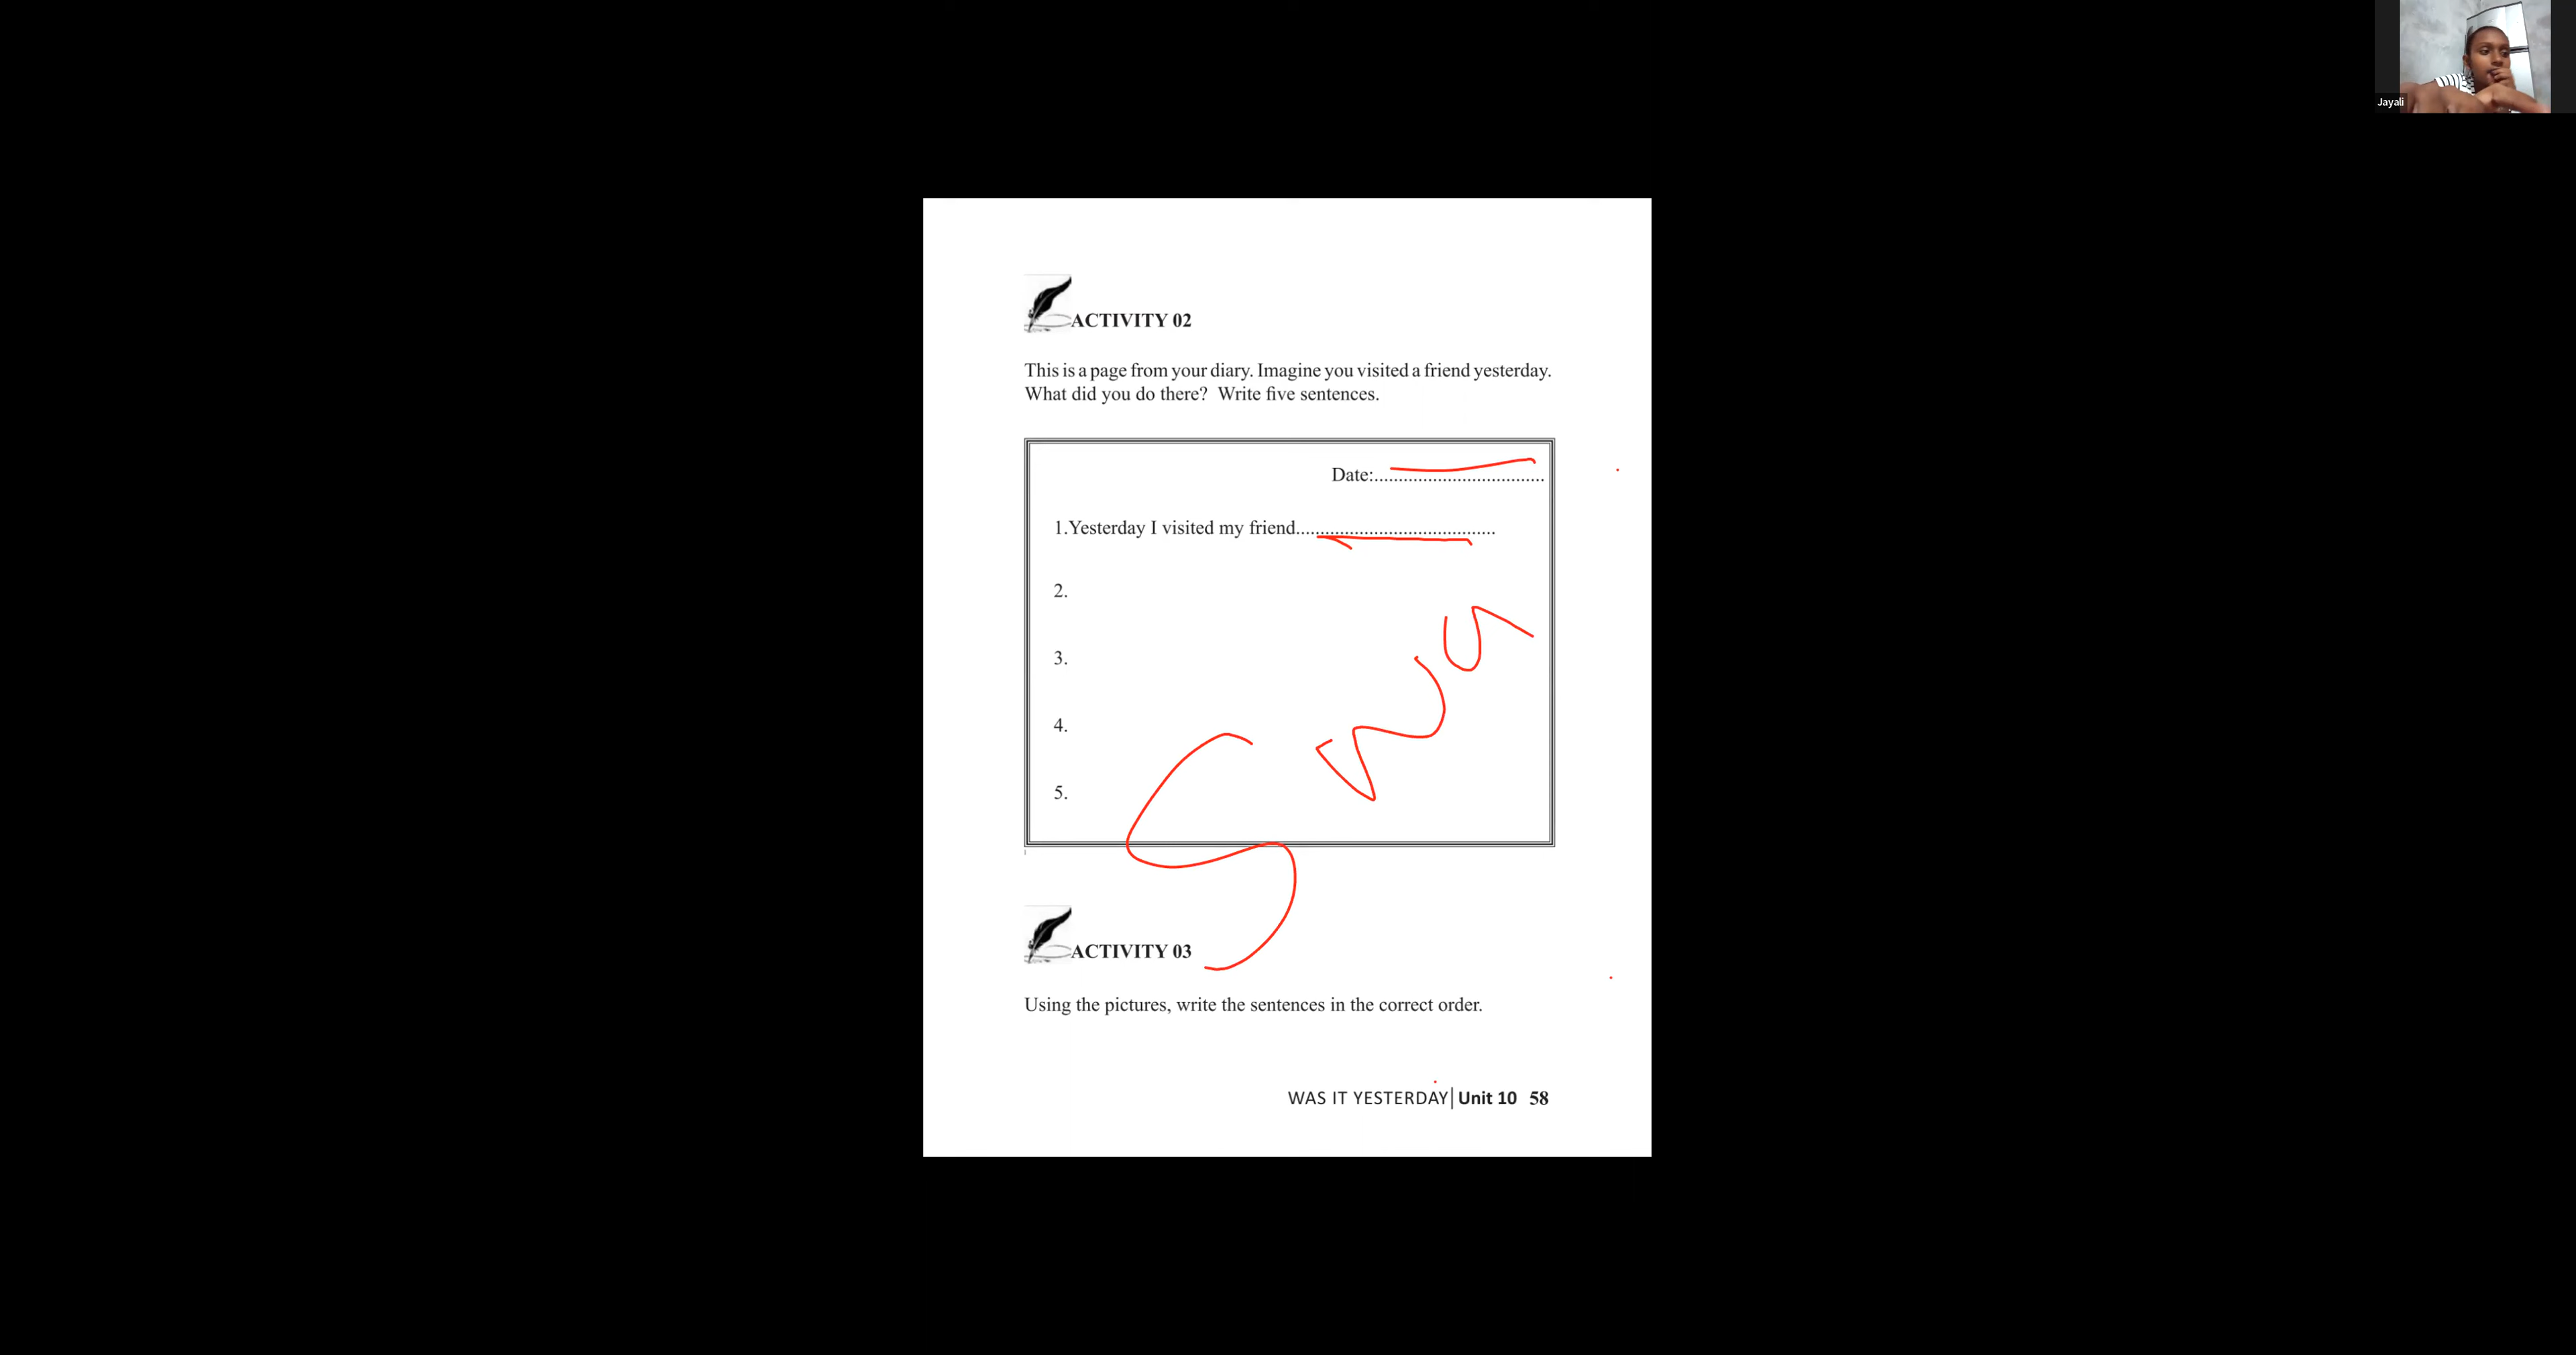 Jayali
ACTIVITY 02
This is a page from your diary. Imagine you visited a friend yesterday.
What did you do there?  Write five sentences.
Date:...................................
1.Yesterday I visited my friend.........................................
2.
3.
4.
5.
ACTIVITY 03
Using the pictures, write the sentences in the correct order.
WAS IT YESTERDAY| Unit 10 58